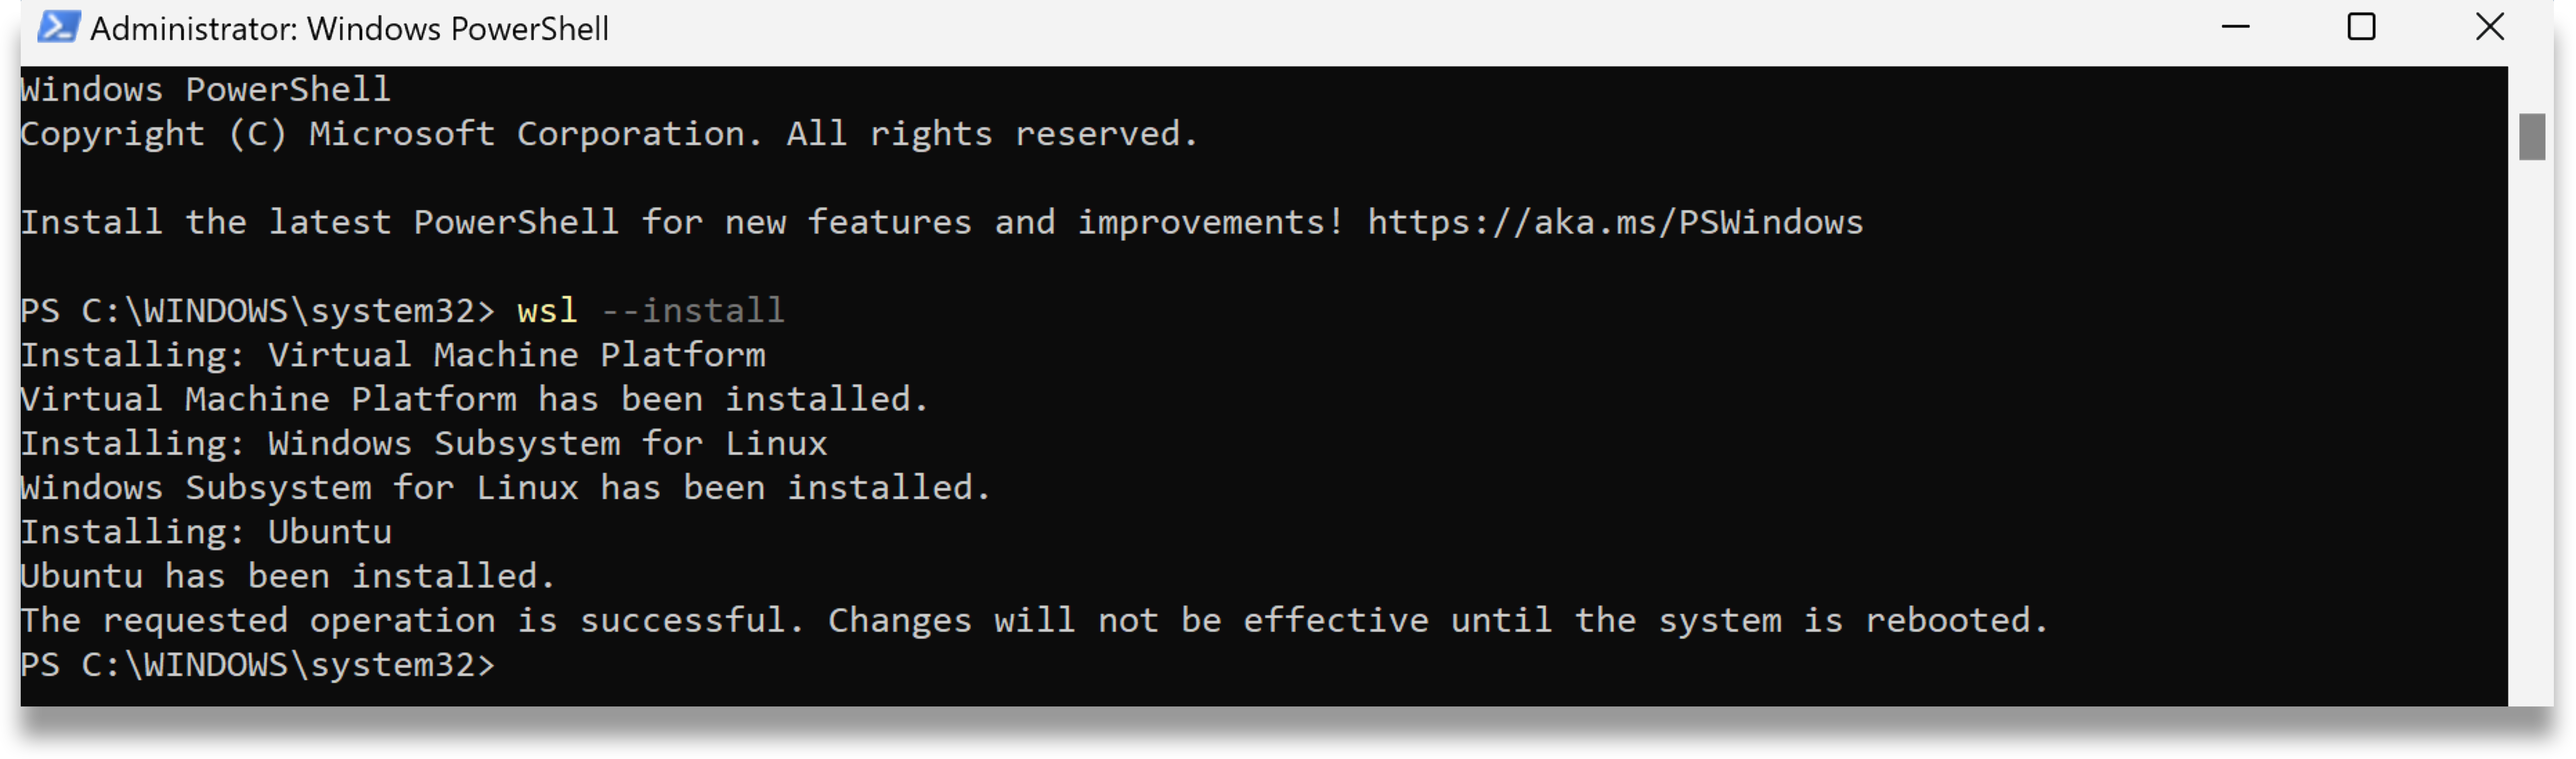 Administrator: Windows PowerShell
Windows PowerShell
Copyright (C) Microsoft Corporation. All rights reserved.
Install the latest PowerShell for new features and improvements! https://aka.ms/PSWindows
PS C:\WINDOWS\system32> wsl --install
Installing: Virtual Machine Platform
Virtual Machine Platform has been installed.
Installing: Windows Subsystem for Linux
Windows Subsystem for Linux has been installed.
Installing: Ubuntu
Ubuntu has been installed.
The requested operation is successful. Changes will not be effective until the system is rebooted.
PS C:\WINDOWS\system32>